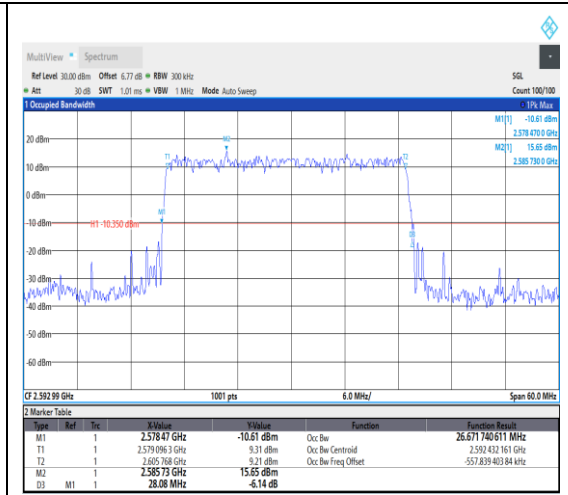 MultiView Spectrum
Ref Level 30.00 dBm Offset 6.77 dB RBW 300 kHz SGL
Att 30 dB SWT 1.01 ms VBW 1 MHz Mode Auto Sweep Count 100/100
1 Occupied Bandwidth 1Pk Max
M1[1] -10.61 dBm
2.578 470 0 GHz
M2[1] 15.65 dBm
2.585 730 0 GHz
20 dBm
M2
T1
T2
10 dBm
0 dBm
M1
-10 dBm
H1 -10.350 dBm
-20 dBm
-30 dBm
-40 dBm
-50 dBm
-60 dBm
CF 2.592 99 GHz 1001 pts 6.0 MHz/ Span 60.0 MHz
2 Marker Table
Type Ref Trc X-Value Y-Value Function Function Result
M1 1 2.578 47 GHz -10.61 dBm Occ Bw 26.671 740 611 MHz
T1 1 2.579 096 3 GHz 9.31 dBm Occ Bw Centroid 2.592 432 161 GHz
T2 1 2.605 768 GHz 9.21 dBm Occ Bw Freq Offset -557.839 403 84 kHz
M2 1 2.585 73 GHz 15.65 dBm
D3 M1 1 28.08 MHz -6.14 dB